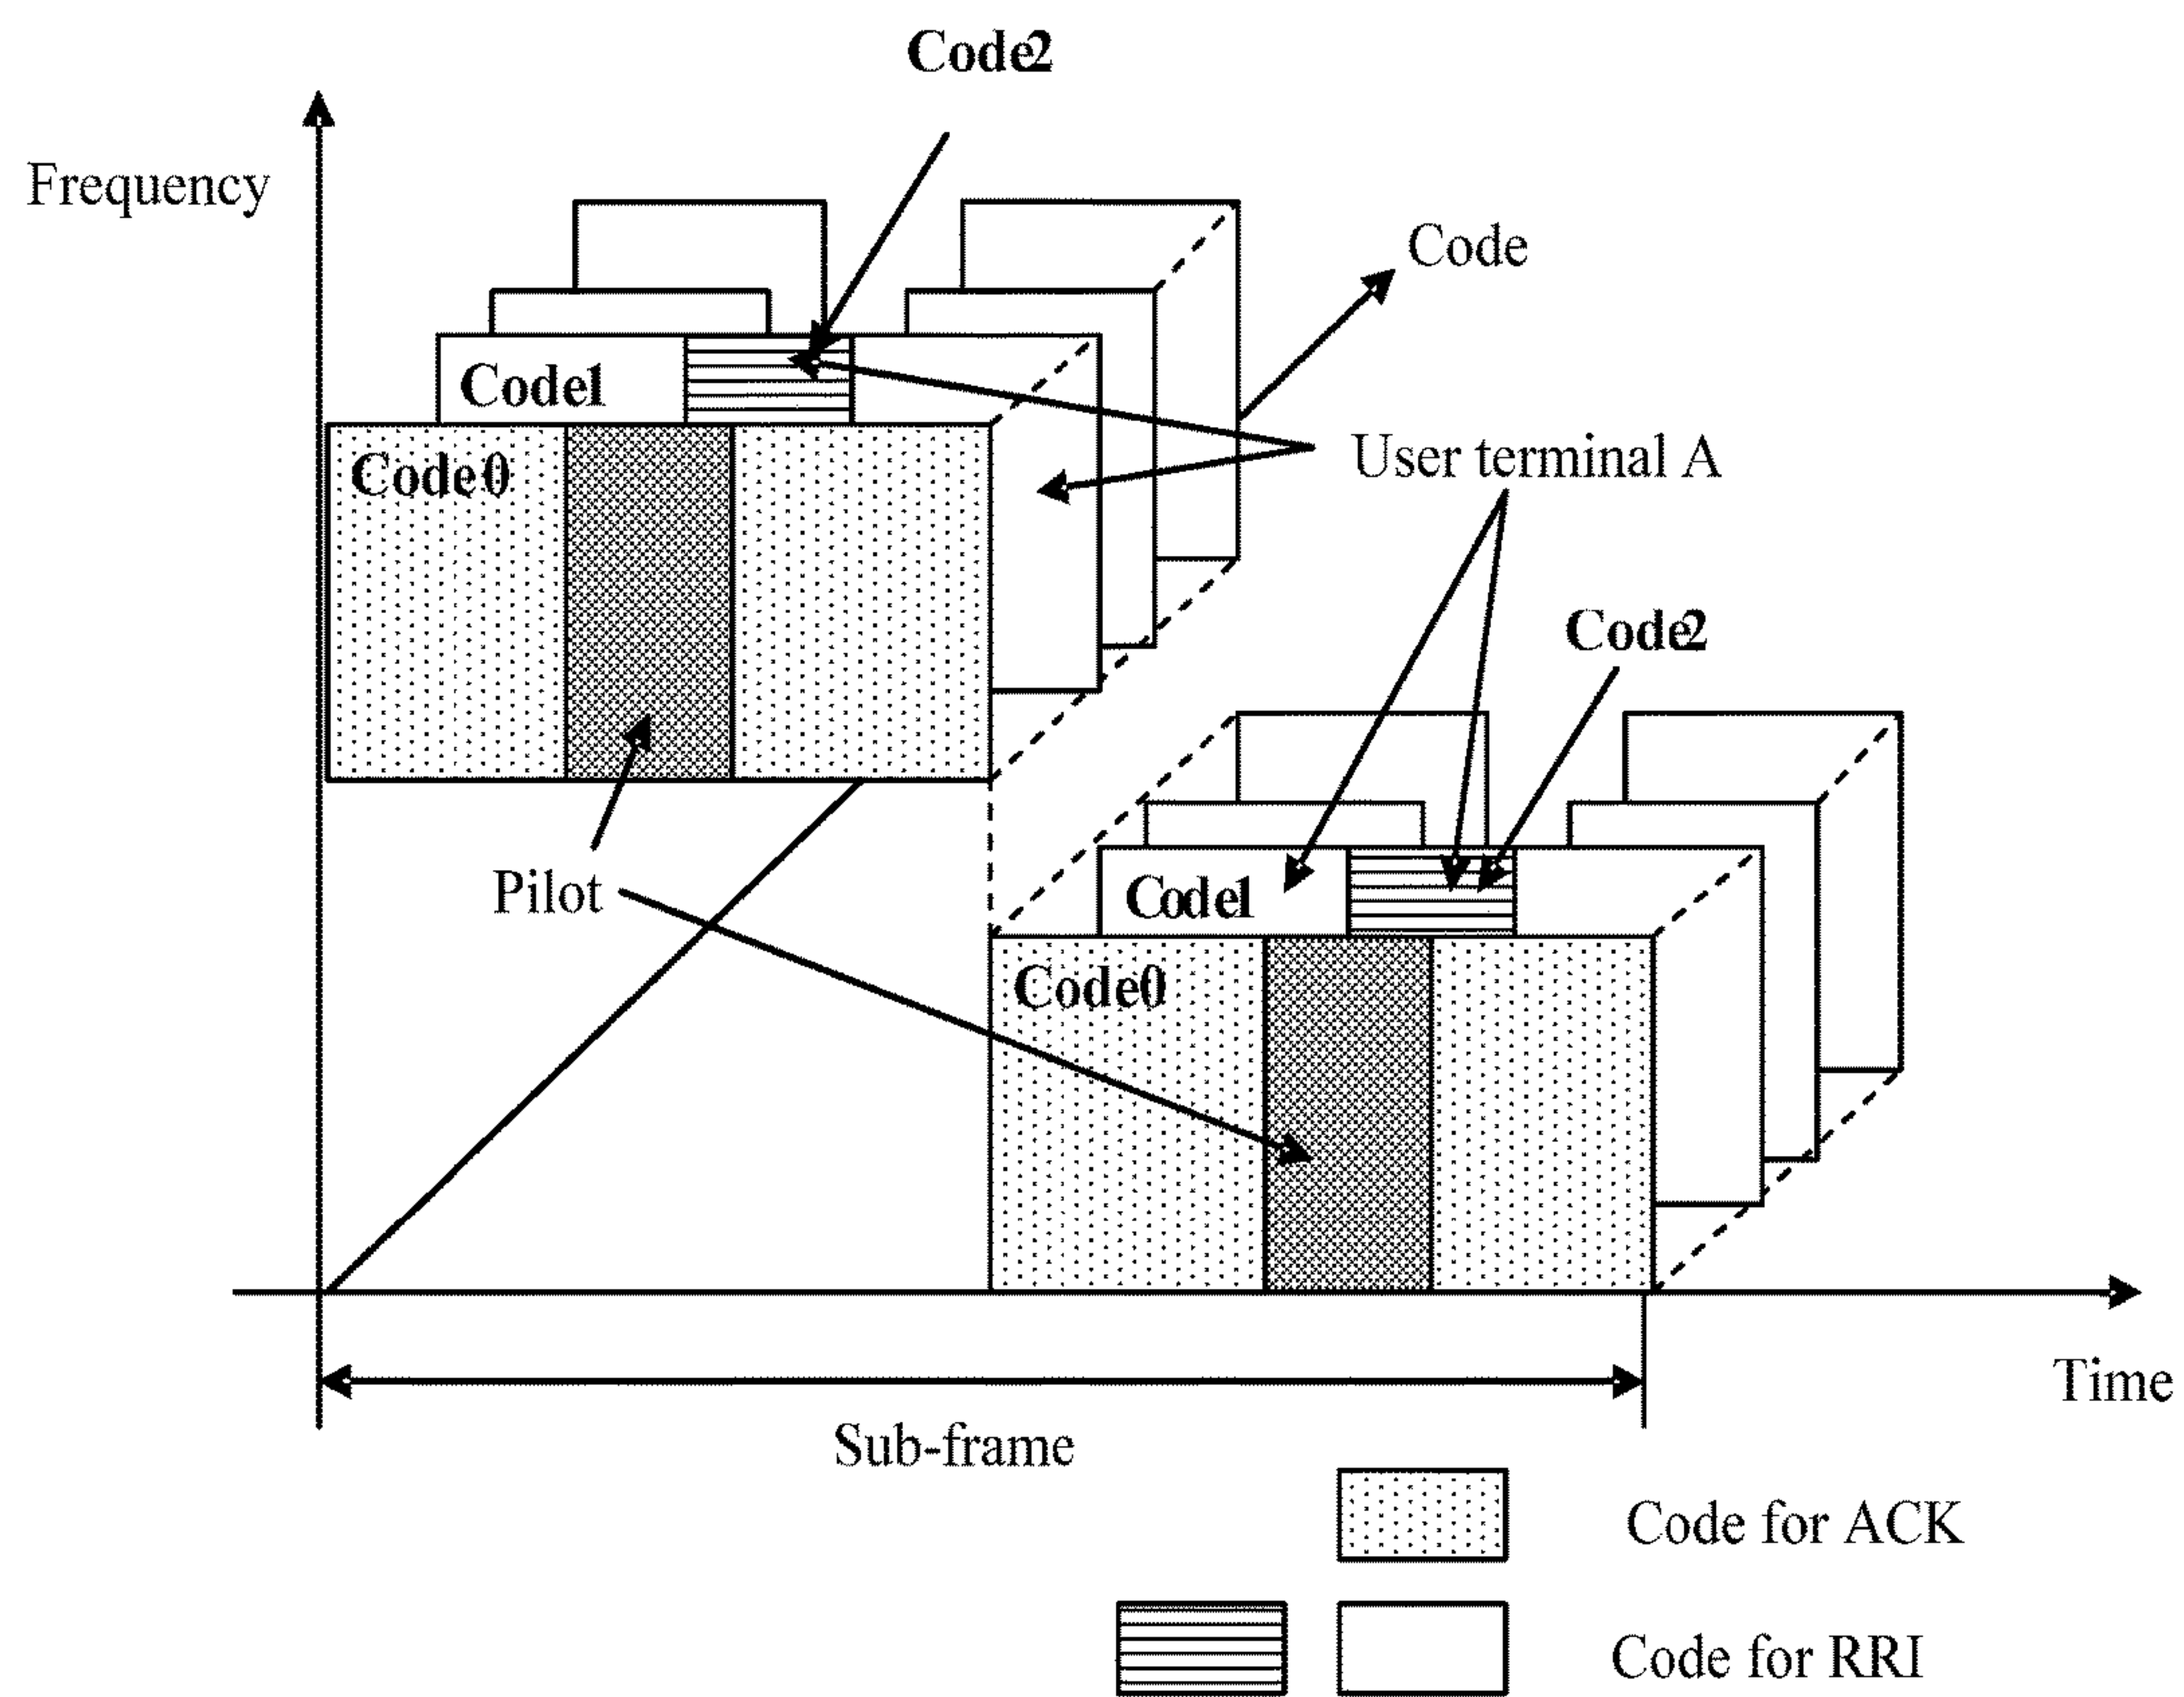 Code2
Frequency
Code
Code1
User terminal A
Code0
Code2
Pilot
Code1
Code0
Time
Sub-frame
Code for ACK
Code for RRI